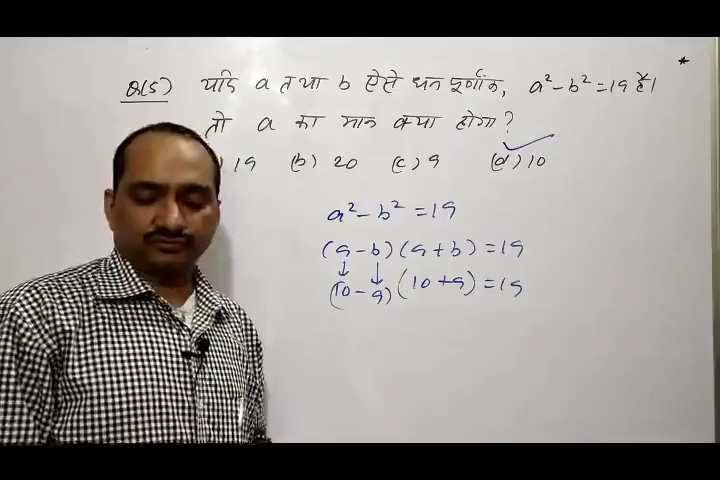 Q(5) यदि a तथा b ऐसे धन पूर्णांक, a² - b² = 19 हैं।
तो a का मान क्या होगा?
) 19 (b) 20 (c) 9 (d) 10
a² - b² = 19
(a - b) (a + b) = 19
(10 - 9) (10 + 9) = 19